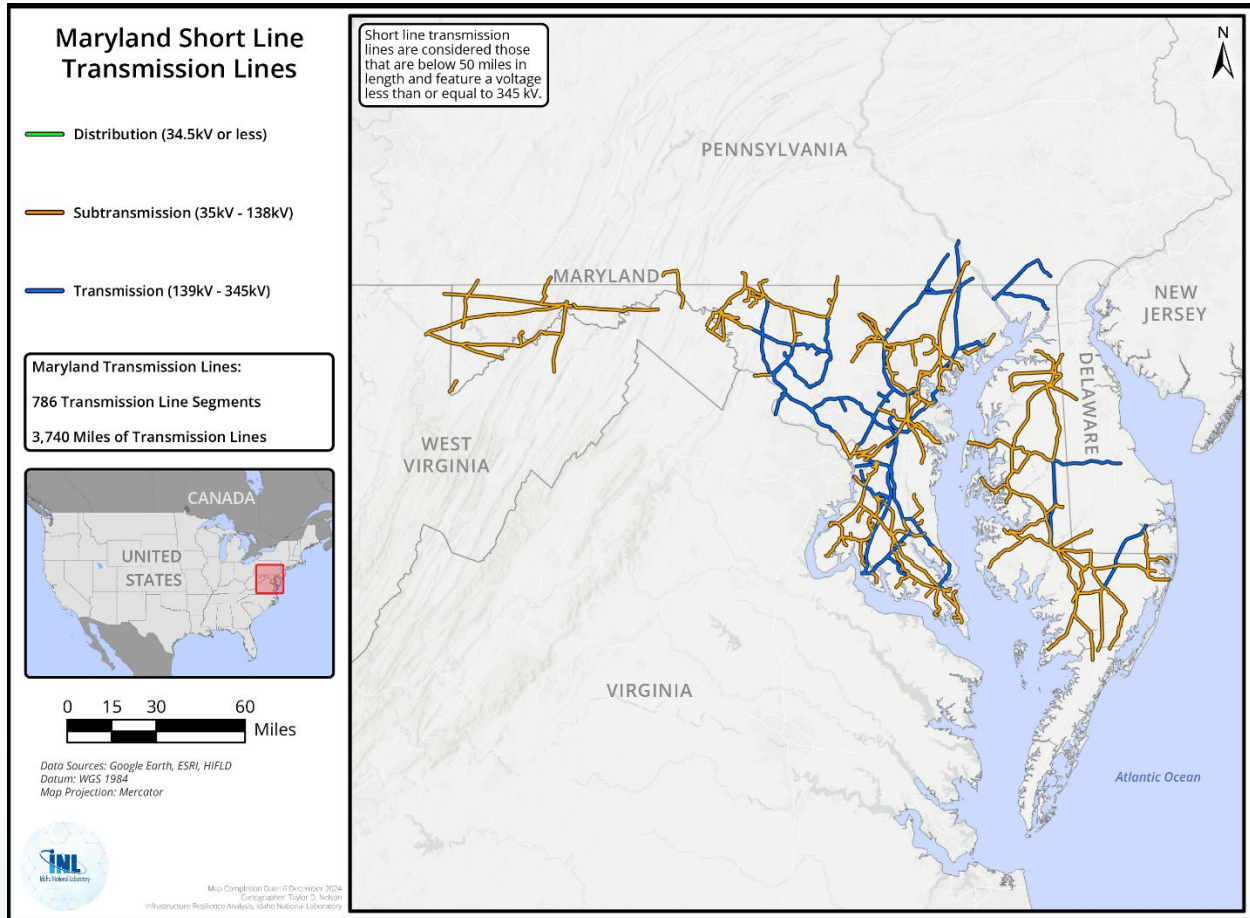 Maryland Short Line
Transmission Lines
Distribution (34.5kV or less)
Subtransmission (35kV - 138kV)
Transmission (139kV - 345kV)
Maryland Transmission Lines:
786 Transmission Line Segments
3,740 Miles of Transmission Lines
CANADA
UNITED
STATES
0 15 30 60
Miles
Data Sources: Google Earth, ESRI, HIFLD
Datum: WGS 1984
Map Projection: Mercator
INL
Idaho National Laboratory
Map Completion Date: 6 December 2024
Cartographer: Taylor D. Nelson
Infrastructure Resilience Analysis, Idaho National Laboratory
Short line transmission
lines are considered those
that are below 50 miles in
length and feature a voltage
less than or equal to 345 kV.
N
PENNSYLVANIA
MARYLAND
NEW
JERSEY
DELAWARE
WEST
VIRGINIA
VIRGINIA
Atlantic Ocean